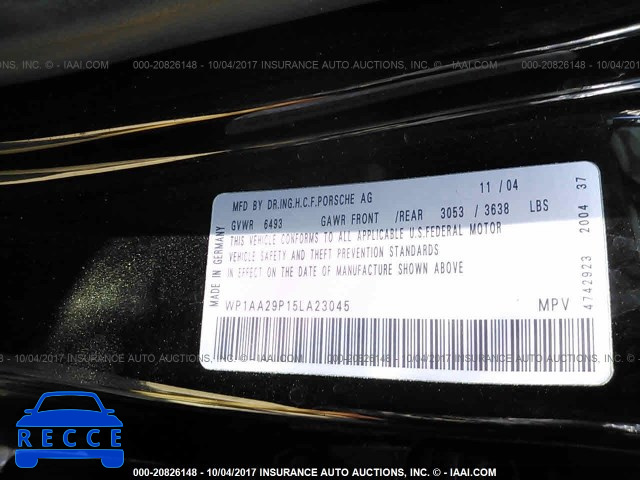 000-20826148 - 10/04/2017 INSURANCE AUTO AUCTIONS, INC. © - IAAI.COM
MFD BY DR.ING.H.C.F.PORSCHE AG 11 / 04
GVWR 6493 GAWR FRONT /REAR 3053 / 3638 LBS
THIS VEHICLE CONFORMS TO ALL APPLICABLE U.S.FEDERAL MOTOR
VEHICLE SAFETY AND THEFT PREVENTION STANDARDS
IN EFFECT ON THE DATE OF MANUFACTURE SHOWN ABOVE
MADE IN GERMANY
WP1AA29P15LA23045 MPV
4742923 2004 37
000-20826148 - 10/04/2017 INSURANCE AUTO AUCTIONS, INC. © - IAAI.COM
RECCE
000-20826148 - 10/04/2017 INSURANCE AUTO AUCTIONS, INC. © - IAAI.COM